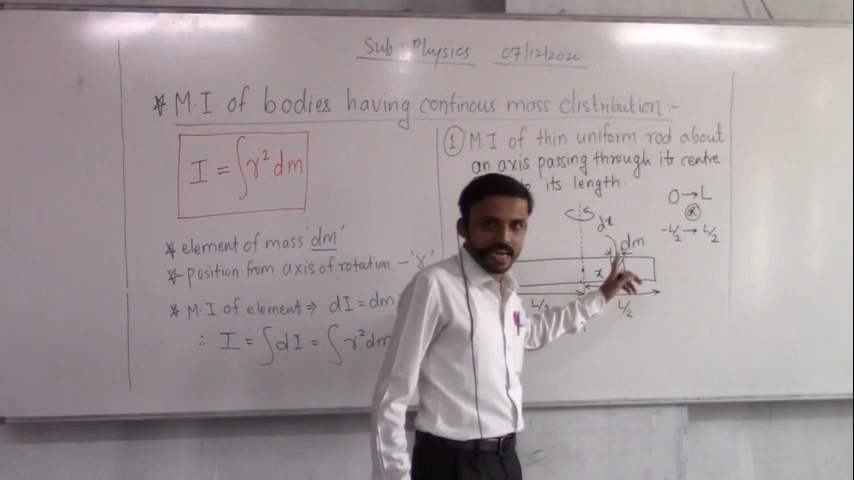 Sub : Physics 07/12/2020
* M.I of bodies having continous mass distribution :-
I = ∫r²dm
* element of mass 'dm'
* position from axis of rotation - 'r'
* M.I of element ⇒ dI = dm
∴ I = ∫dI = ∫r²dm
① M.I of thin uniform rod about
an axis passing through its centre
its length.
O→L
OR
-L/2 → L/2
dx
dm
x
L/2
L/2